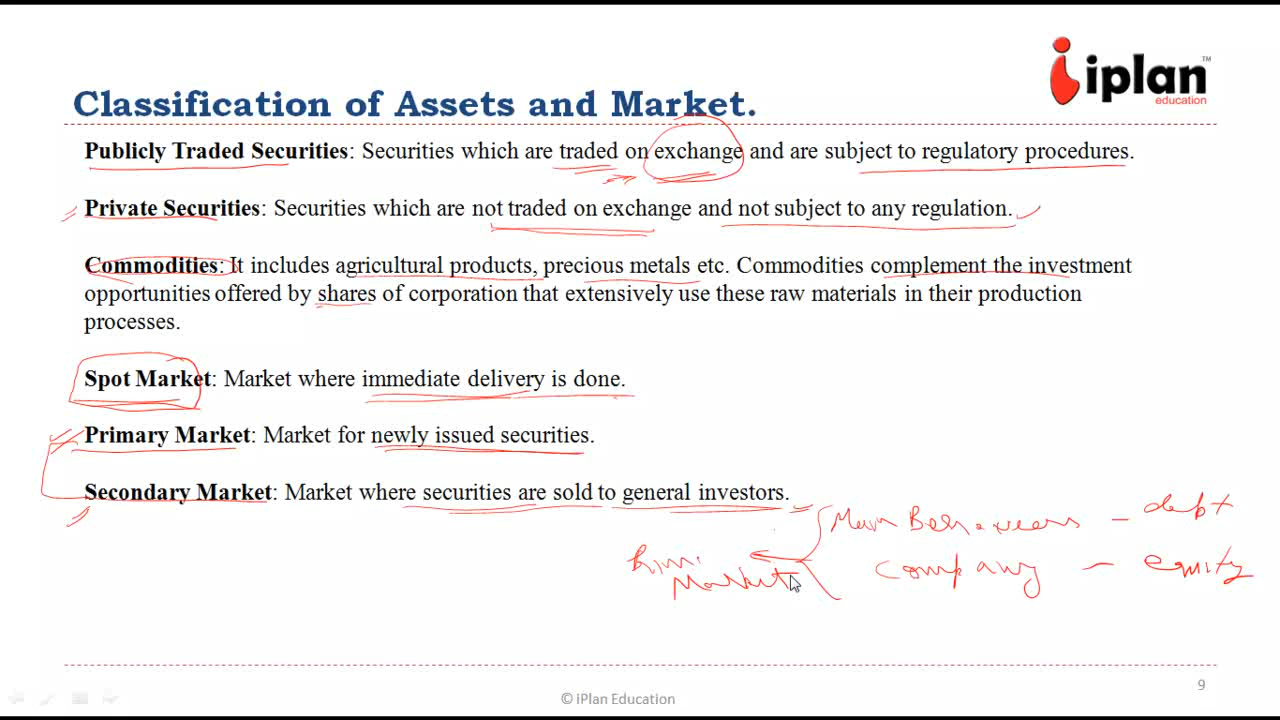 iplan™
education
Classification of Assets and Market.
Publicly Traded Securities: Securities which are traded on exchange and are subject to regulatory procedures.
Private Securities: Securities which are not traded on exchange and not subject to any regulation.
Commodities: It includes agricultural products, precious metals etc. Commodities complement the investment
opportunities offered by shares of corporation that extensively use these raw materials in their production
processes.
Spot Market: Market where immediate delivery is done.
Primary Market: Market for newly issued securities.
Secondary Market: Market where securities are sold to general investors.
Main – debt
Market company – equity
© iPlan Education
9